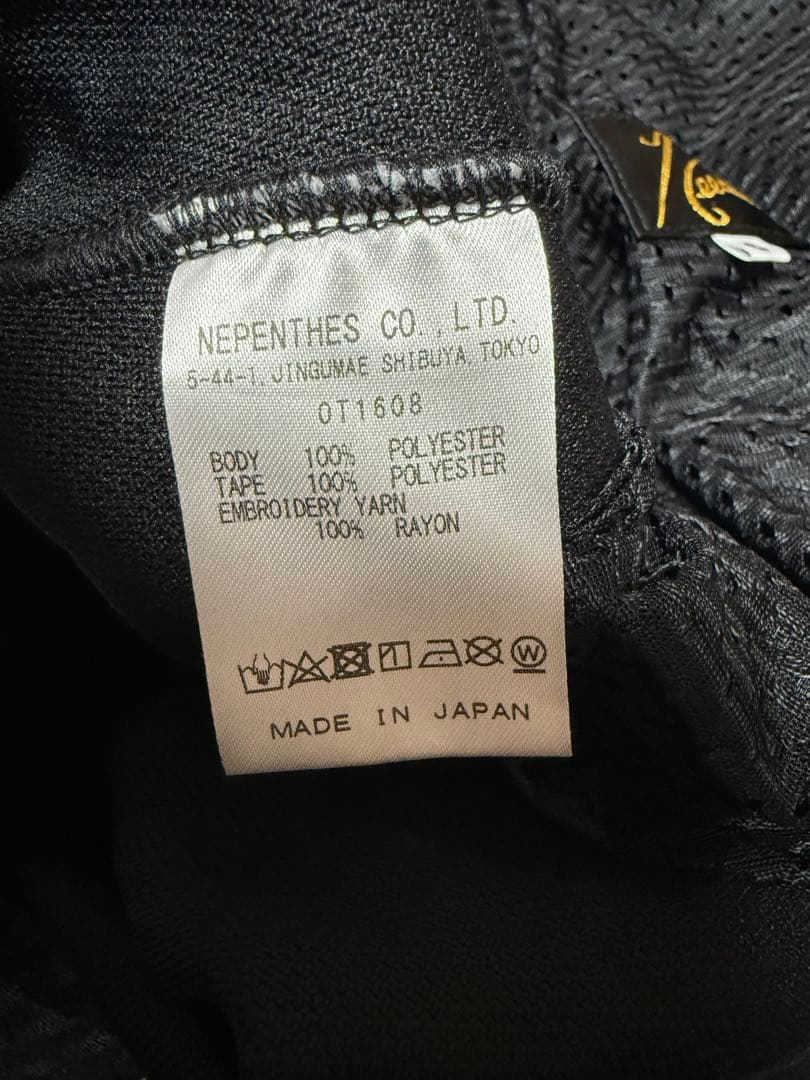 NEPENTHES CO., LTD.
5-44-1, JINGUMAE SHIBUYA, TOKYO
OT1608
BODY 100% POLYESTER
TAPE 100% POLYESTER
EMBROIDERY YARN
100% RAYON
W
MADE IN JAPAN